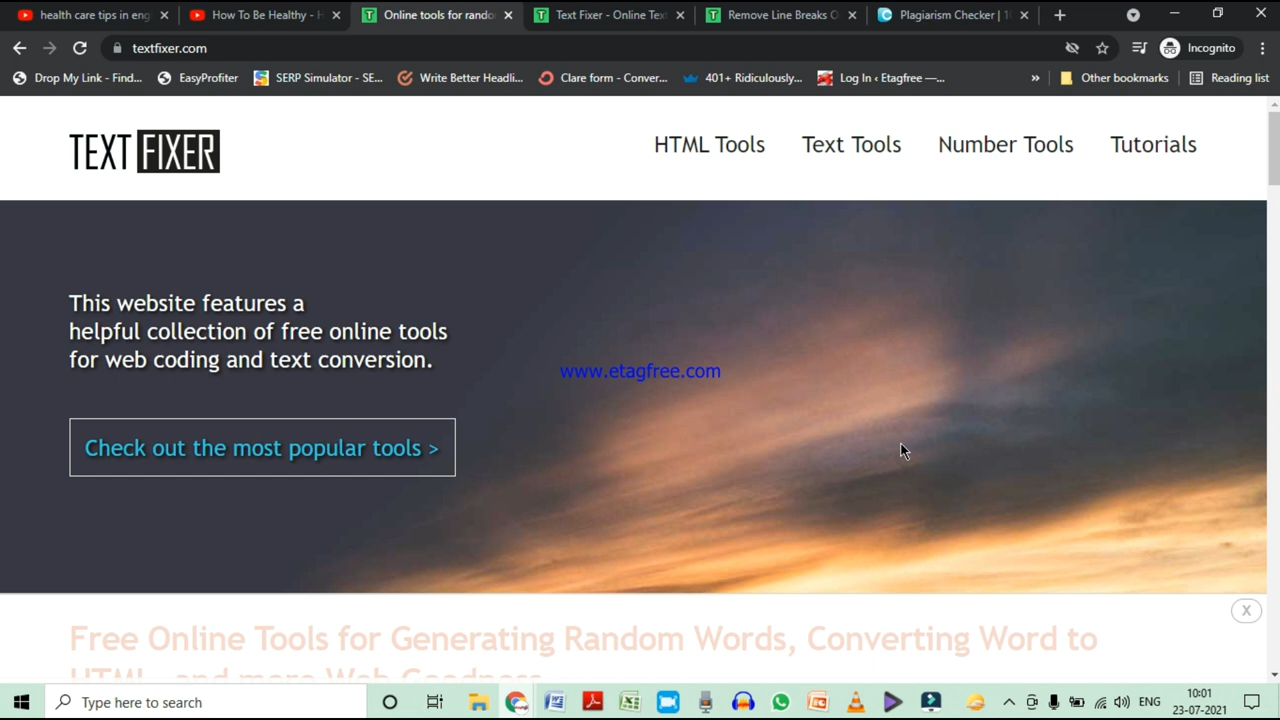 health care tips in eng
How To Be Healthy - H
Online tools for rando
Text Fixer - Online Tex
Remove Line Breaks O
Plagiarism Checker | 1
textfixer.com
Incognito
Drop My Link - Find...
EasyProfiter
SERP Simulator - SE...
Write Better Headli...
Clare form - Conver...
401+ Ridiculously...
Log In ‹ Etagfree —...
»
Other bookmarks
Reading list
TEXT FIXER
HTML Tools
Text Tools
Number Tools
Tutorials
This website features a
helpful collection of free online tools
for web coding and text conversion.
www.etagfree.com
Check out the most popular tools >
X
Free Online Tools for Generating Random Words, Converting Word to
HTML, and more Web Goodness
Type here to search
ENG
10:01
23-07-2021